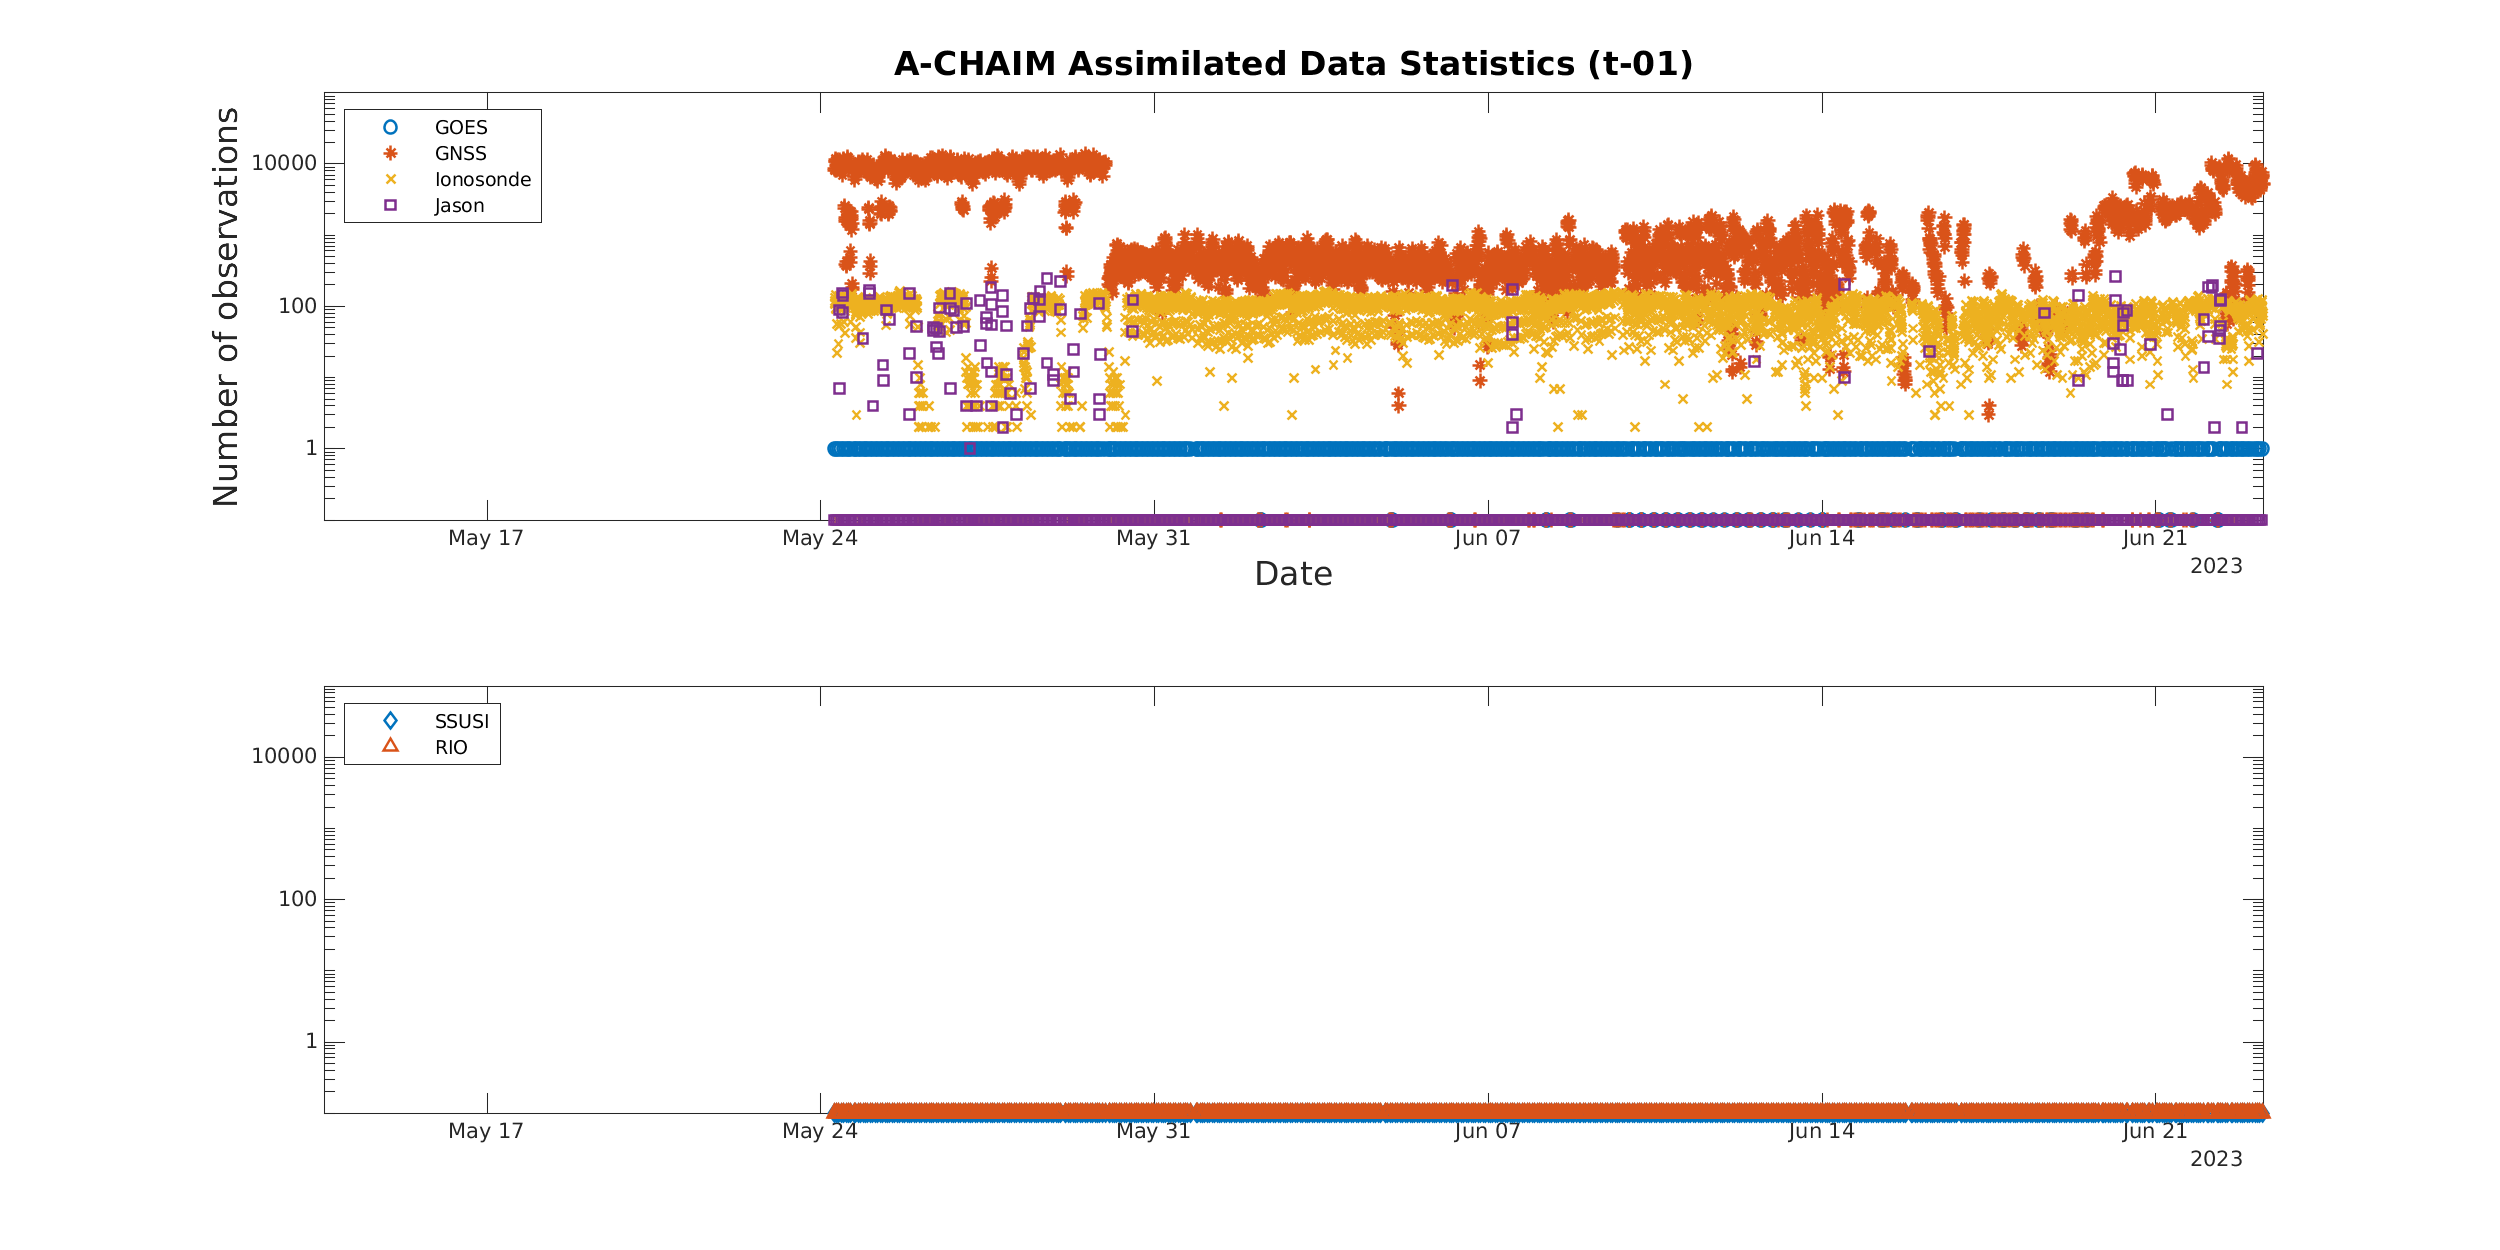 A-CHAIM Assimilated Data Statistics (t-01)
Number of observations
GOES
GNSS
Ionosonde
Jason
10000
100
1
May 17 May 24 May 31 Jun 07 Jun 14 Jun 21
2023
Date
SSUSI
RIO
10000
100
1
May 17 May 24 May 31 Jun 07 Jun 14 Jun 21
2023